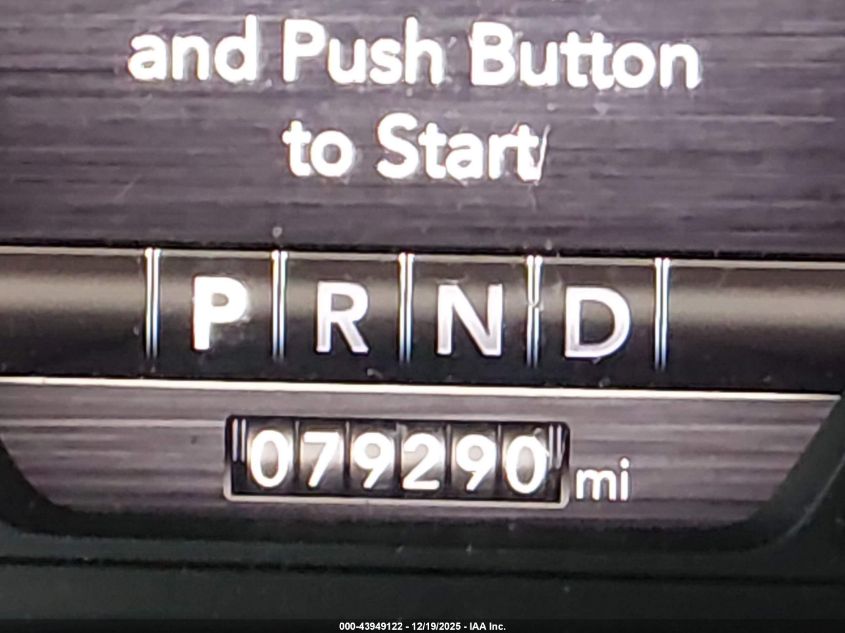 and Push Button
to Start
P R N D
079290 mi
000-43949122 - 12/19/2025 - IAA Inc.